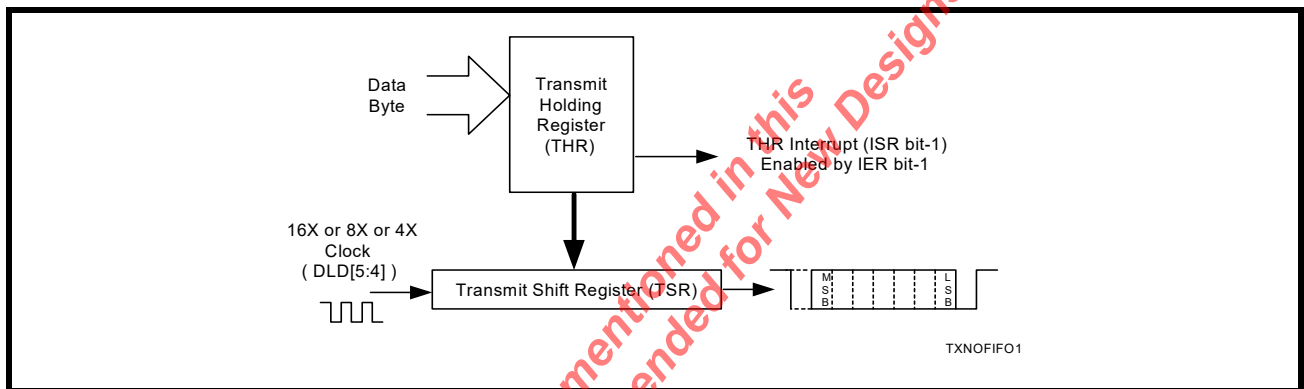 Data
Byte
Transmit
Holding
Register
(THR)
THR Interrupt (ISR bit-1)
Enabled by IER bit-1
16X or 8X or 4X
Clock
( DLD[5:4] )
Transmit Shift Register (TSR)
M
S
B
L
S
B
TXNOFIFO1
mentioned in this
ended for New Designs